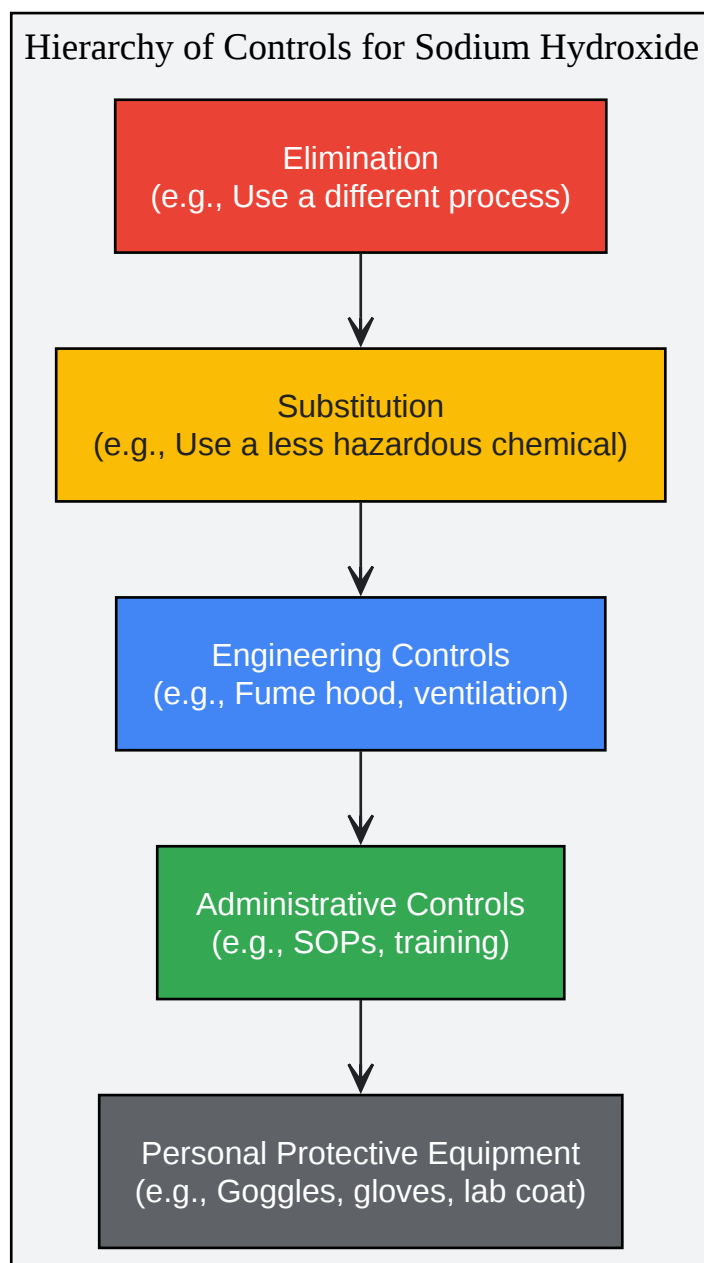 Hierarchy of Controls for Sodium Hydroxide
Elimination
(e.g., Use a different process)
Substitution
(e.g., Use a less hazardous chemical)
Engineering Controls
(e.g., Fume hood, ventilation)
Administrative Controls
(e.g., SOPs, training)
Personal Protective Equipment
(e.g., Goggles, gloves, lab coat)